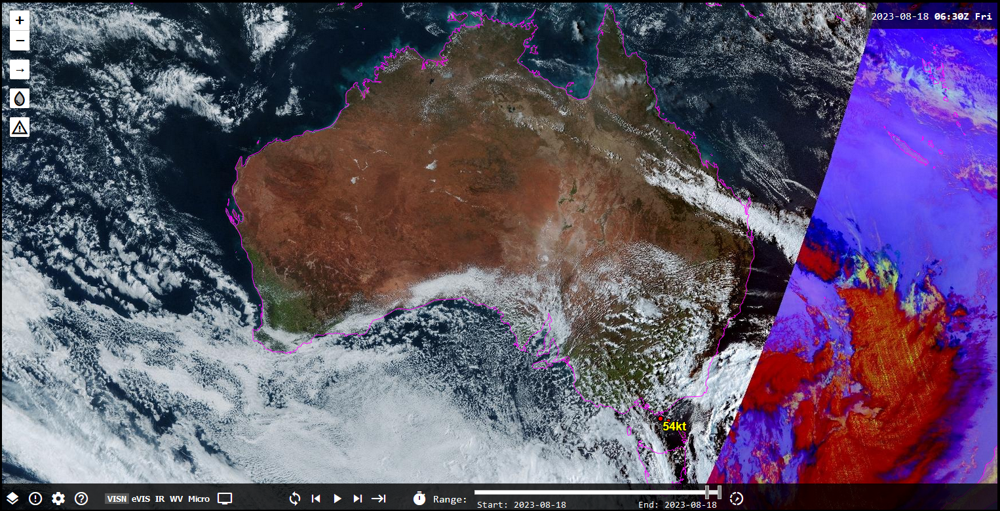 2023-08-18 06:30Z Fri
54kt
VISN eVIS IR WV Micro
Range:
Start: 2023-08-18
End: 2023-08-18